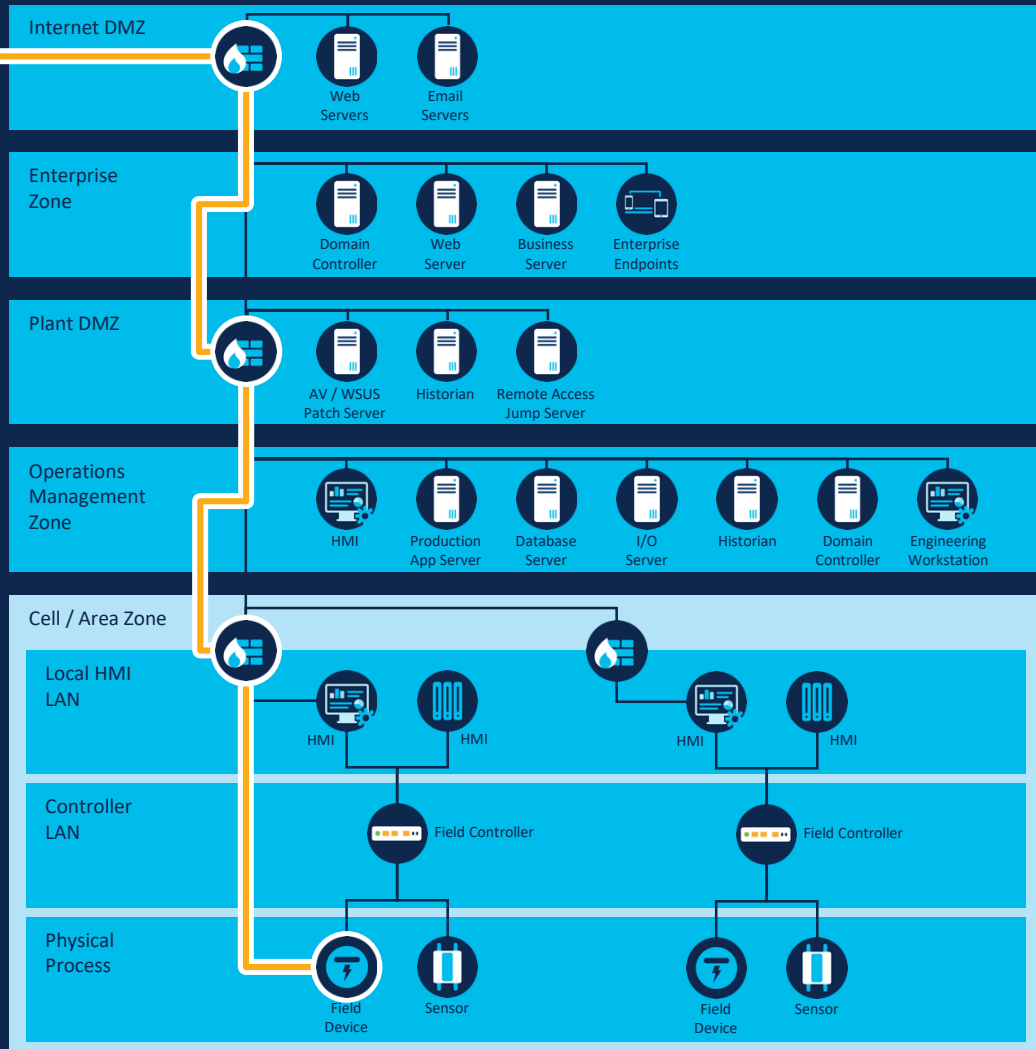 Internet DMZ
Web
Servers
Email
Servers
Enterprise
Zone
Domain
Controller
Web
Server
Business
Server
Enterprise
Endpoints
Plant DMZ
AV / WSUS
Patch Server
Historian
Remote Access
Jump Server
Operations
Management
Zone
HMI
Production
App Server
Database
Server
I/O
Server
Historian
Domain
Controller
Engineering
Workstation
Cell / Area Zone
Local HMI
LAN
HMI
HMI
HMI
HMI
Controller
LAN
Field Controller
Field Controller
Physical
Process
Field
Device
Sensor
Field
Device
Sensor